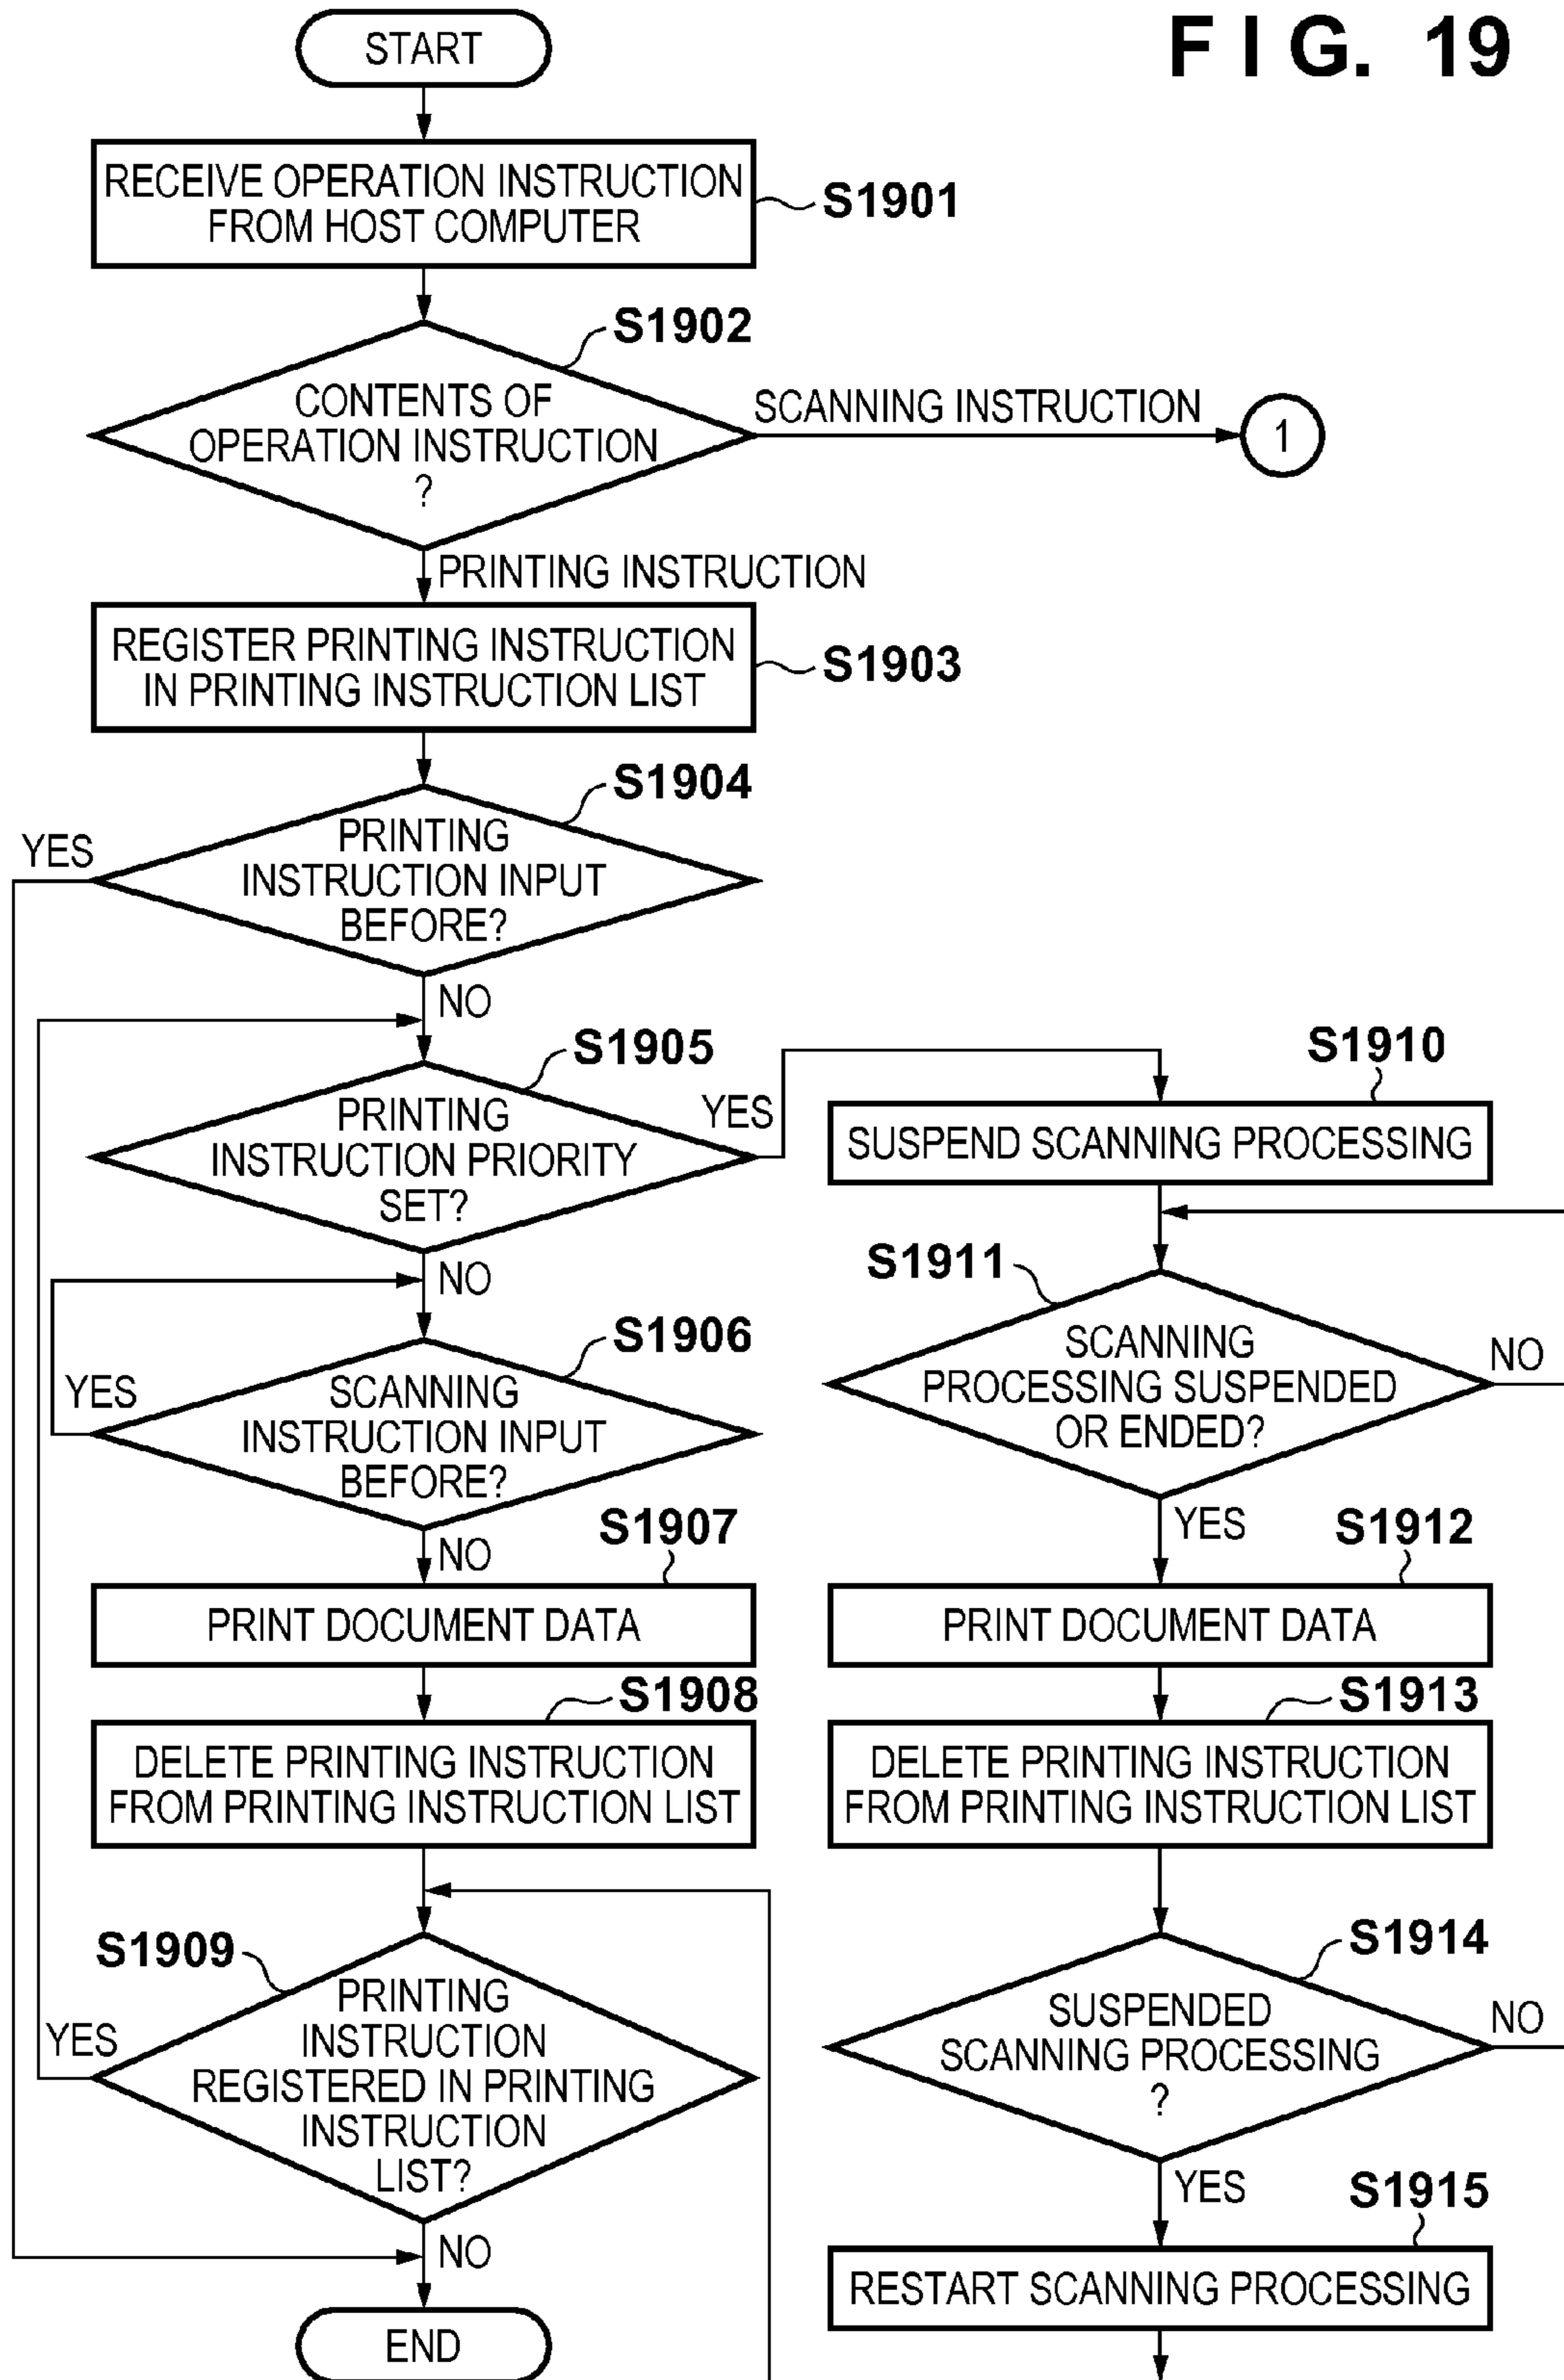 FIG. 19
START
RECEIVE OPERATION INSTRUCTION
FROM HOST COMPUTER
S1901
S1902
CONTENTS OF
OPERATION INSTRUCTION
?
SCANNING INSTRUCTION
1
PRINTING INSTRUCTION
REGISTER PRINTING INSTRUCTION
IN PRINTING INSTRUCTION LIST
S1903
S1904
PRINTING
INSTRUCTION INPUT
BEFORE?
YES
NO
S1905
PRINTING
INSTRUCTION PRIORITY
SET?
YES
NO
S1906
SCANNING
INSTRUCTION INPUT
BEFORE?
YES
NO
S1907
PRINT DOCUMENT DATA
S1908
DELETE PRINTING INSTRUCTION
FROM PRINTING INSTRUCTION LIST
S1909
PRINTING
INSTRUCTION
REGISTERED IN PRINTING
INSTRUCTION
LIST?
YES
NO
END
S1910
SUSPEND SCANNING PROCESSING
S1911
SCANNING
PROCESSING SUSPENDED
OR ENDED?
NO
YES
S1912
PRINT DOCUMENT DATA
S1913
DELETE PRINTING INSTRUCTION
FROM PRINTING INSTRUCTION LIST
S1914
SUSPENDED
SCANNING PROCESSING
?
NO
YES
S1915
RESTART SCANNING PROCESSING